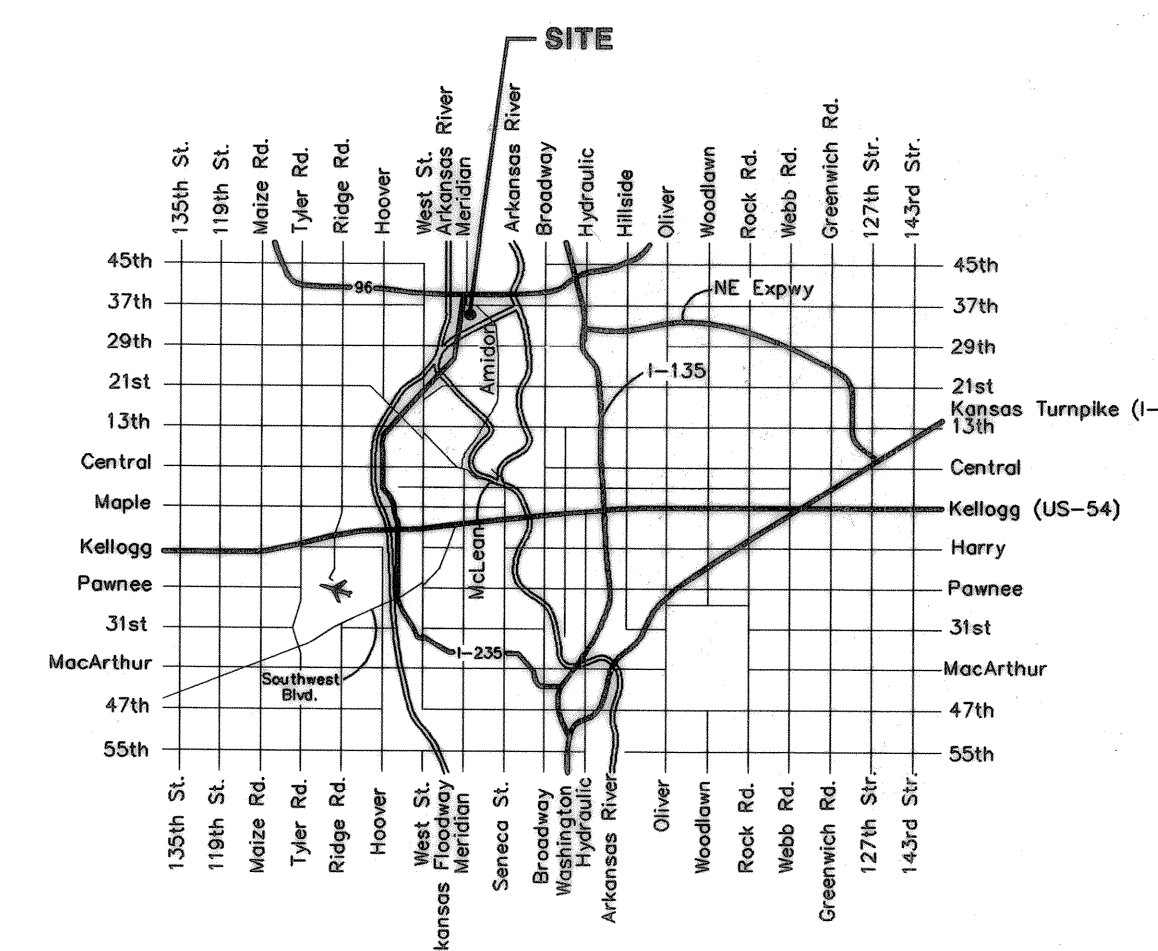 SITE
135th St.
119th St.
Maize Rd.
Tyler Rd.
Ridge Rd.
Hoover
West St.
Arkansas River
Meridian
Arkansas River
Broadway
Hydraulic
Hillside
Oliver
Woodlawn
Rock Rd.
Webb Rd.
Greenwich Rd.
127th Str.
143rd Str.
45th
37th
29th
21st
13th
Central
Maple
Kellogg
Pawnee
31st
MacArthur
47th
55th
96
Amidon
NE Expwy
I-135
McLean
I-235
Southwest
Blvd.
45th
37th
29th
21st
Kansas Turnpike (I-
13th
Central
Kellogg (US-54)
Harry
Pawnee
31st
MacArthur
47th
55th
135th St.
119th St.
Maize Rd.
Tyler Rd.
Ridge Rd.
Hoover
West St.
kansas Floodway
Meridian
Seneca St.
Broadway
Washington
Hydraulic
Arkansas River
Oliver
Woodlawn
Rock Rd.
Webb Rd.
Greenwich Rd.
127th Str.
143rd Str.